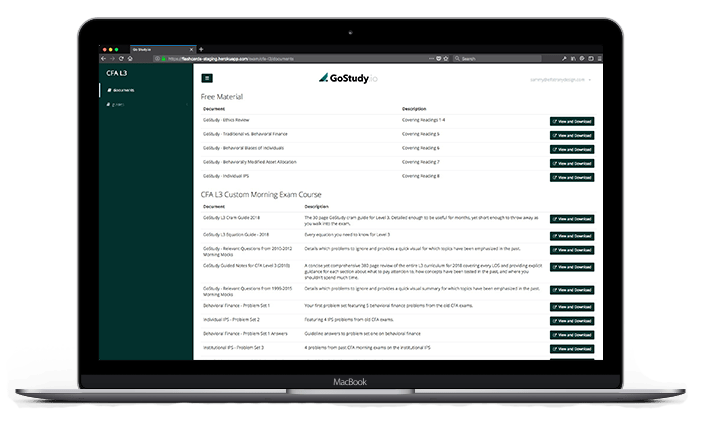 Go Study.io
https://flashcards-staging.herokuapp.com/
Search
CFA L3
documents
GoStudy.io
Free Material
Document Description
GoStudy - Ethics Review Covering Readings 1-4 View and Download
GoStudy - Traditional vs. Behavioral Finance Covering Reading 5 View and Download
GoStudy - Behavioral Biases of Individuals Covering Reading 6 View and Download
GoStudy - Behaviorally Modified Asset Allocation Covering Reading 7 View and Download
GoStudy - Individual IPS Covering Reading 8 View and Download
CFA L3 Custom Morning Exam Course
Document Description
GoStudy L3 Cram Guide 2018 The 30 page GoStudy cram guide for Level 3. Detailed enough to be useful for months, yet short enough to throw away as View and Download
you walk into the exam.
GoStudy L3 Equation Guide - 2018 Every equation you need to know for Level 3 View and Download
GoStudy - Relevant Questions From 2010-2012 Details which problems to ignore and provides a quick visual for which topics have been emphasized in the past. View and Download
Morning Mocks
GoStudy Guided Notes for CFA Level 3 (2018) A concise yet comprehensive 360 page review of the entire L3 curriculum for 2018 covering every LOS and providing explicit View and Download
guidance for each section about what to pay attention to how concepts have been tested in the past, and where you
shouldn't spend much time.
GoStudy - Relevant Questions From 1999-2015 Details which problems to ignore and provides a quick visual summary for which topics have been emphasized in the past. View and Download
Morning Mocks
Behavioral Finance - Problem Set 1 Your first problem set featuring 5 behavioral finance problems from the old CFA exams. View and Download
Individual IPS - Problem Set 2 Featuring 4 IPS problems from old CFA exams. View and Download
Behavioral Finance - Problem Set 1 Answers Guideline answers to problem set one on behavioral finance View and Download
Institutional IPS - Problem Set 3 4 problems from past CFA morning exams on the Institutional IPS View and Download
MacBook